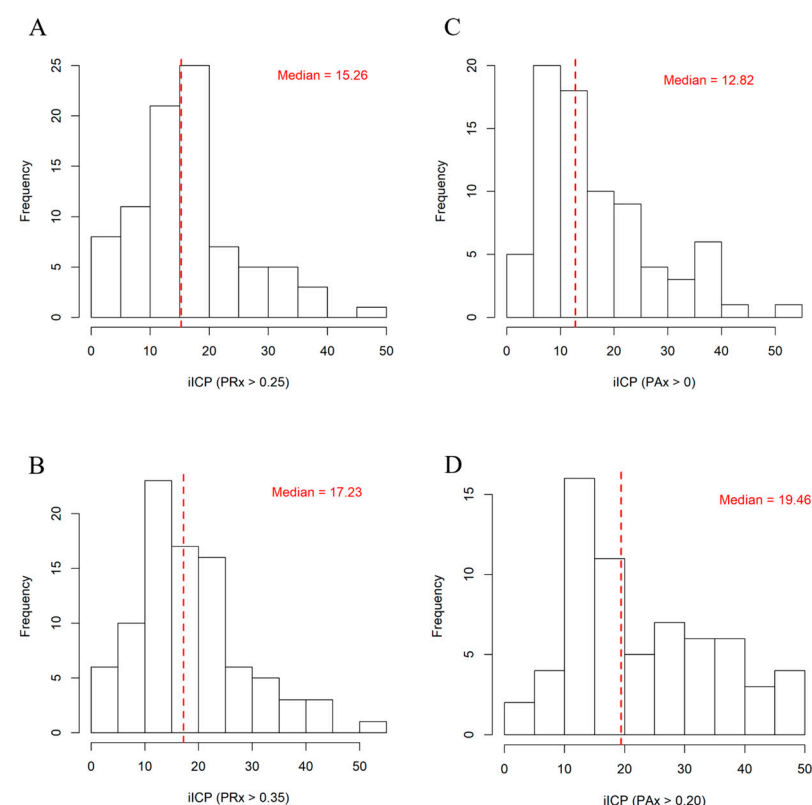 A
Median = 15.26
Frequency
25
20
15
10
5
0
0 10 20 30 40 50
iICP (PRx > 0.25)
C
Median = 12.82
Frequency
20
15
10
5
0
0 10 20 30 40 50
iICP (PAx > 0)
B
Median = 17.23
Frequency
20
15
10
5
0
0 10 20 30 40 50
iICP (PRx > 0.35)
D
Median = 19.46
Frequency
15
10
5
0
0 10 20 30 40 50
iICP (PAx > 0.20)